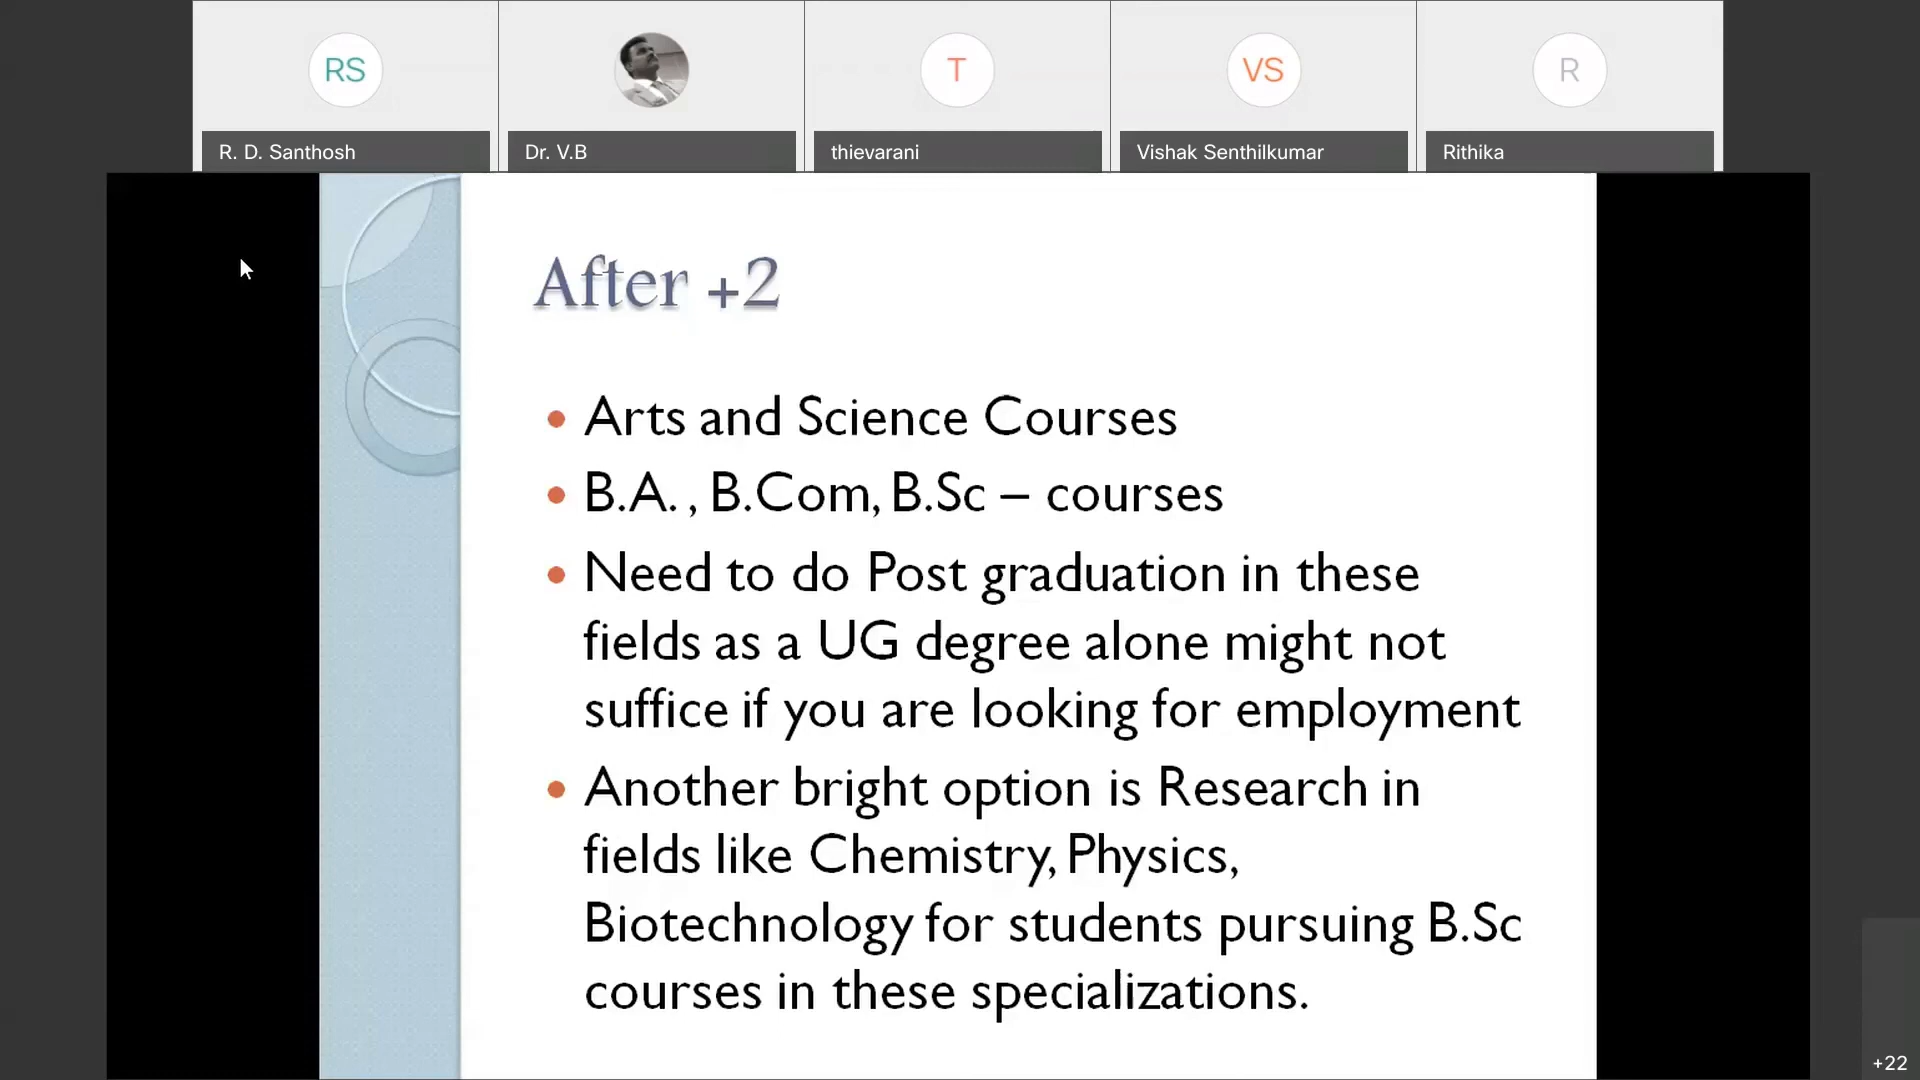 RS
T
VS
R
R. D. Santhosh
Dr. V.B
thievarani
Vishak Senthilkumar
Rithika
After +2
• Arts and Science Courses
• B.A. , B.Com, B.Sc – courses
• Need to do Post graduation in these
fields as a UG degree alone might not
suffice if you are looking for employment
• Another bright option is Research in
fields like Chemistry, Physics,
Biotechnology for students pursuing B.Sc
courses in these specializations.
+22